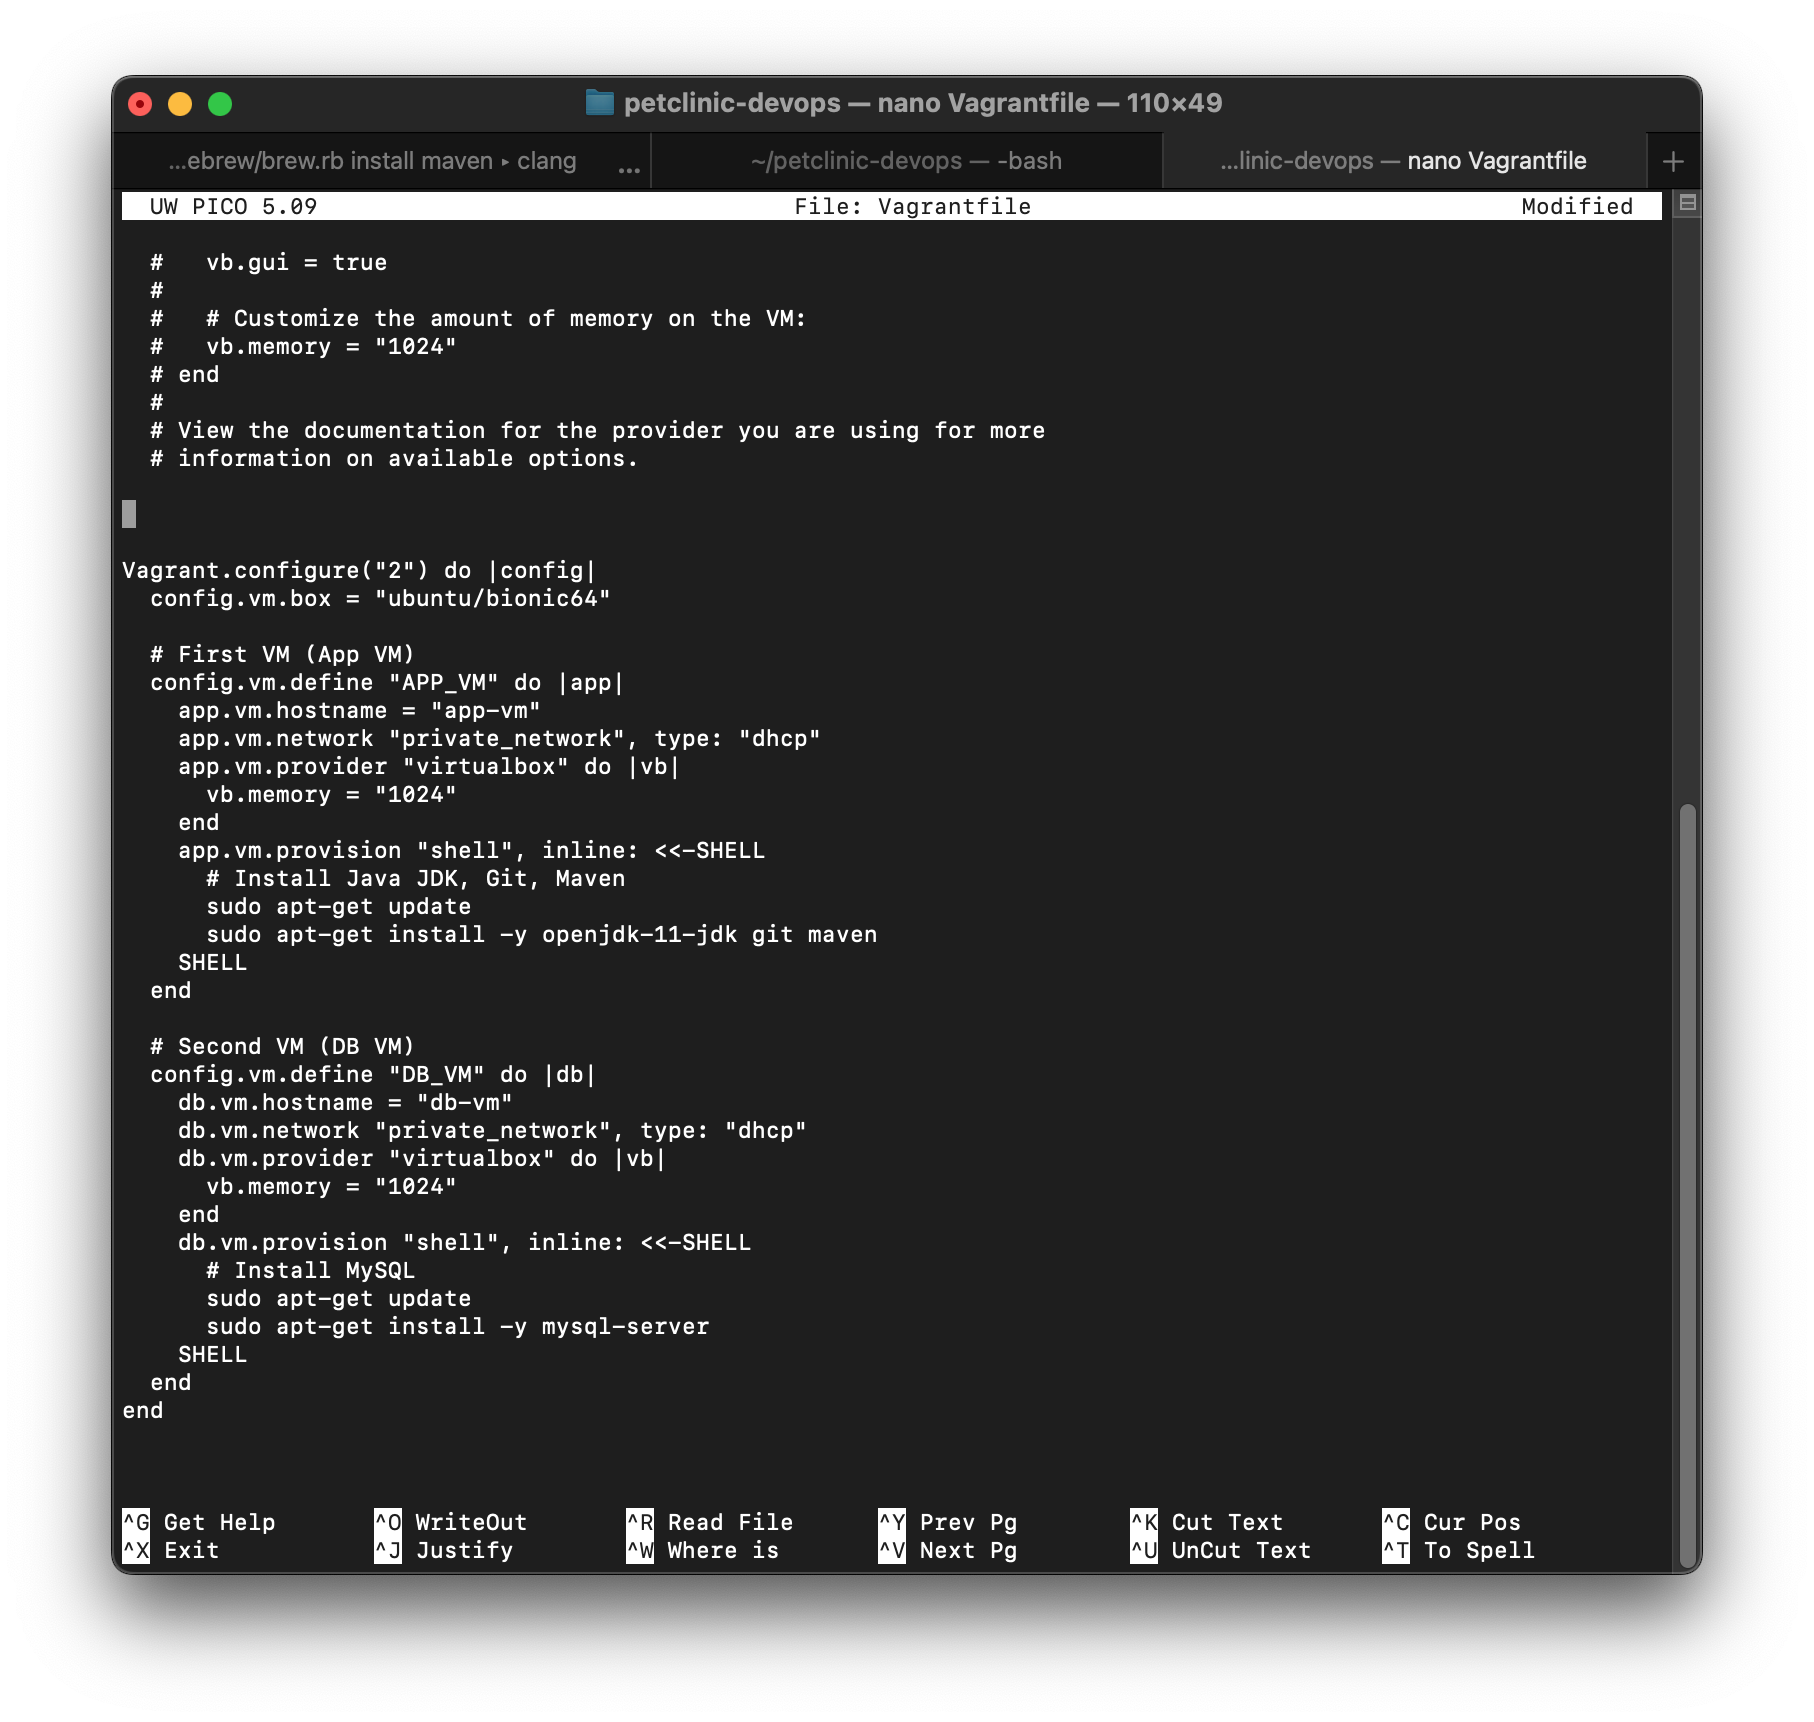 petclinic-devops — nano Vagrantfile — 110×49
...ebrew/brew.rb install maven ▸ clang ...
~/petclinic-devops — -bash
...linic-devops — nano Vagrantfile
+
UW PICO 5.09 File: Vagrantfile Modified
#   vb.gui = true
#
#   # Customize the amount of memory on the VM:
#   vb.memory = "1024"
# end
#
# View the documentation for the provider you are using for more
# information on available options.
Vagrant.configure("2") do |config|
  config.vm.box = "ubuntu/bionic64"
  # First VM (App VM)
  config.vm.define "APP_VM" do |app|
    app.vm.hostname = "app-vm"
    app.vm.network "private_network", type: "dhcp"
    app.vm.provider "virtualbox" do |vb|
      vb.memory = "1024"
    end
    app.vm.provision "shell", inline: <<-SHELL
      # Install Java JDK, Git, Maven
      sudo apt-get update
      sudo apt-get install -y openjdk-11-jdk git maven
    SHELL
  end
  # Second VM (DB VM)
  config.vm.define "DB_VM" do |db|
    db.vm.hostname = "db-vm"
    db.vm.network "private_network", type: "dhcp"
    db.vm.provider "virtualbox" do |vb|
      vb.memory = "1024"
    end
    db.vm.provision "shell", inline: <<-SHELL
      # Install MySQL
      sudo apt-get update
      sudo apt-get install -y mysql-server
    SHELL
  end
end
^G Get Help ^O WriteOut ^R Read File ^Y Prev Pg ^K Cut Text ^C Cur Pos
^X Exit ^J Justify ^W Where is ^V Next Pg ^U UnCut Text ^T To Spell